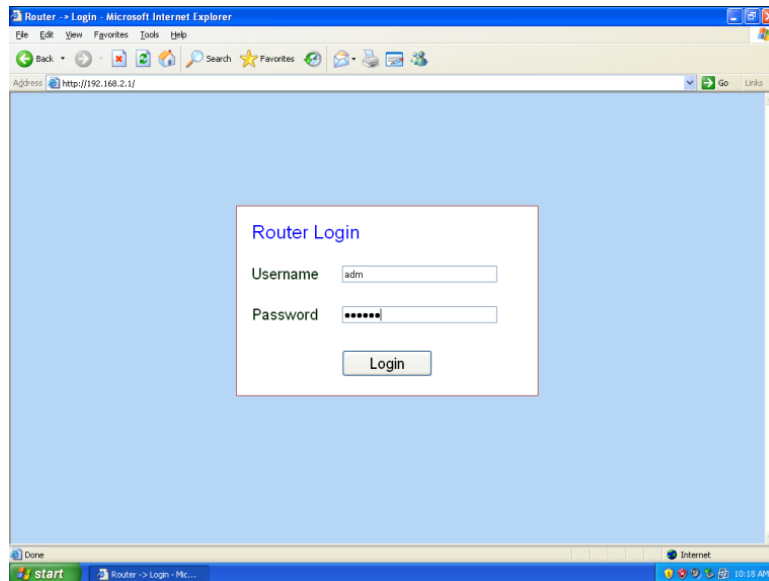 Router -> Login - Microsoft Internet Explorer
File Edit View Favorites Tools Help
Back Search Favorites
Address http://192.168.2.1/ Go Links
Router Login
Username adm
Password ••••••
Login
Done Internet
start Router -> Login - Mic... 10:18 AM